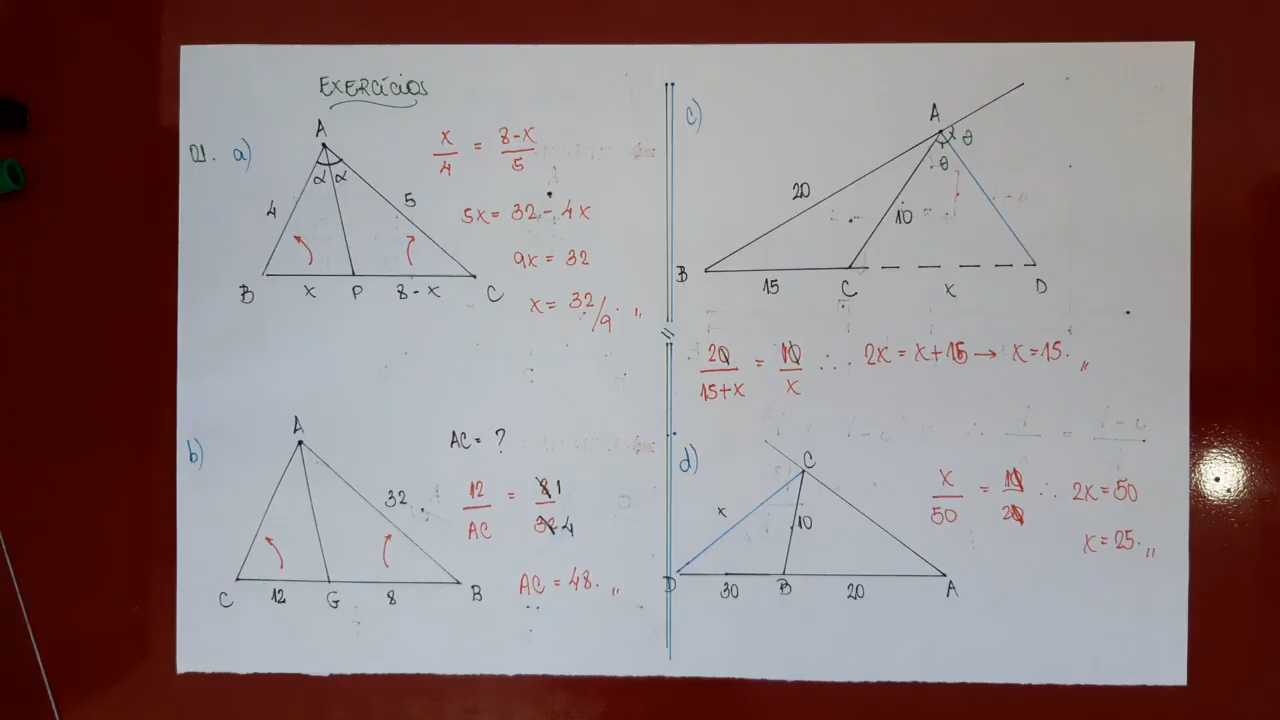 EXERCÍCIOS
01. a)
A
α α
4
5
B x P 8-x C
x/4 = 8-x/5
5x = 32 - 4x
9x = 32
x = 32/9 . ,,
b)
A
32
C 12 G 8 B
AC = ?
12/AC = 8 1/32 4
AC = 48 . ,,
c)
A
θ
θ
20
10
B 15 C x D
20/15+x = 10/x ∴ 2x = x+15 → x = 15. ,,
d)
C
x
10
D 30 B 20 A
x/50 = 10/20 ∴ 2x = 50
x = 25. ,,